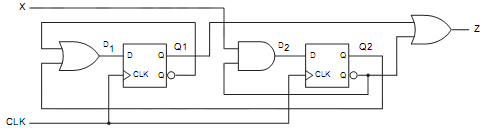 X
D1 Q1 D2 Q2
Z
D Q D Q
CLK Q CLK Q
CLK